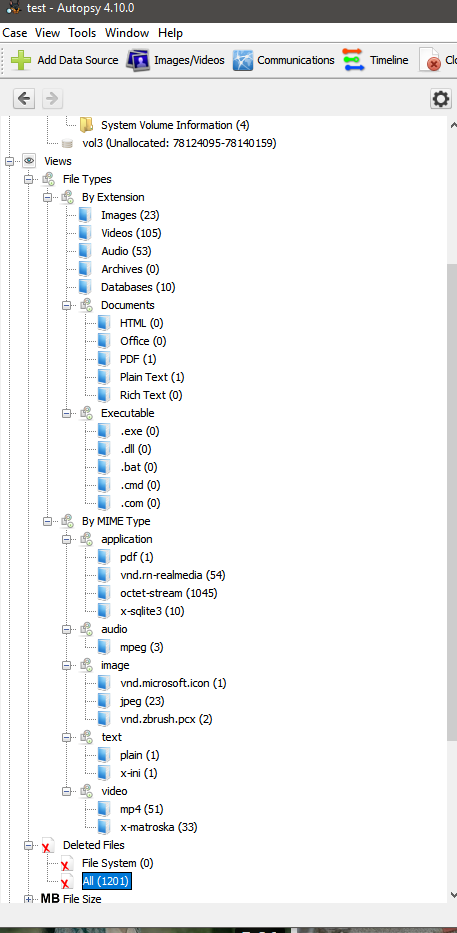 test - Autopsy 4.10.0
Case View Tools Window Help
Add Data Source Images/Videos Communications Timeline Clo
System Volume Information (4)
vol3 (Unallocated: 78124095-78140159)
Views
File Types
By Extension
Images (23)
Videos (105)
Audio (53)
Archives (0)
Databases (10)
Documents
HTML (0)
Office (0)
PDF (1)
Plain Text (1)
Rich Text (0)
Executable
.exe (0)
.dll (0)
.bat (0)
.cmd (0)
.com (0)
By MIME Type
application
pdf (1)
vnd.rn-realmedia (54)
octet-stream (1045)
x-sqlite3 (10)
audio
mpeg (3)
image
vnd.microsoft.icon (1)
jpeg (23)
vnd.zbrush.pcx (2)
text
plain (1)
x-ini (1)
video
mp4 (51)
x-matroska (33)
Deleted Files
File System (0)
All (1201)
MB File Size